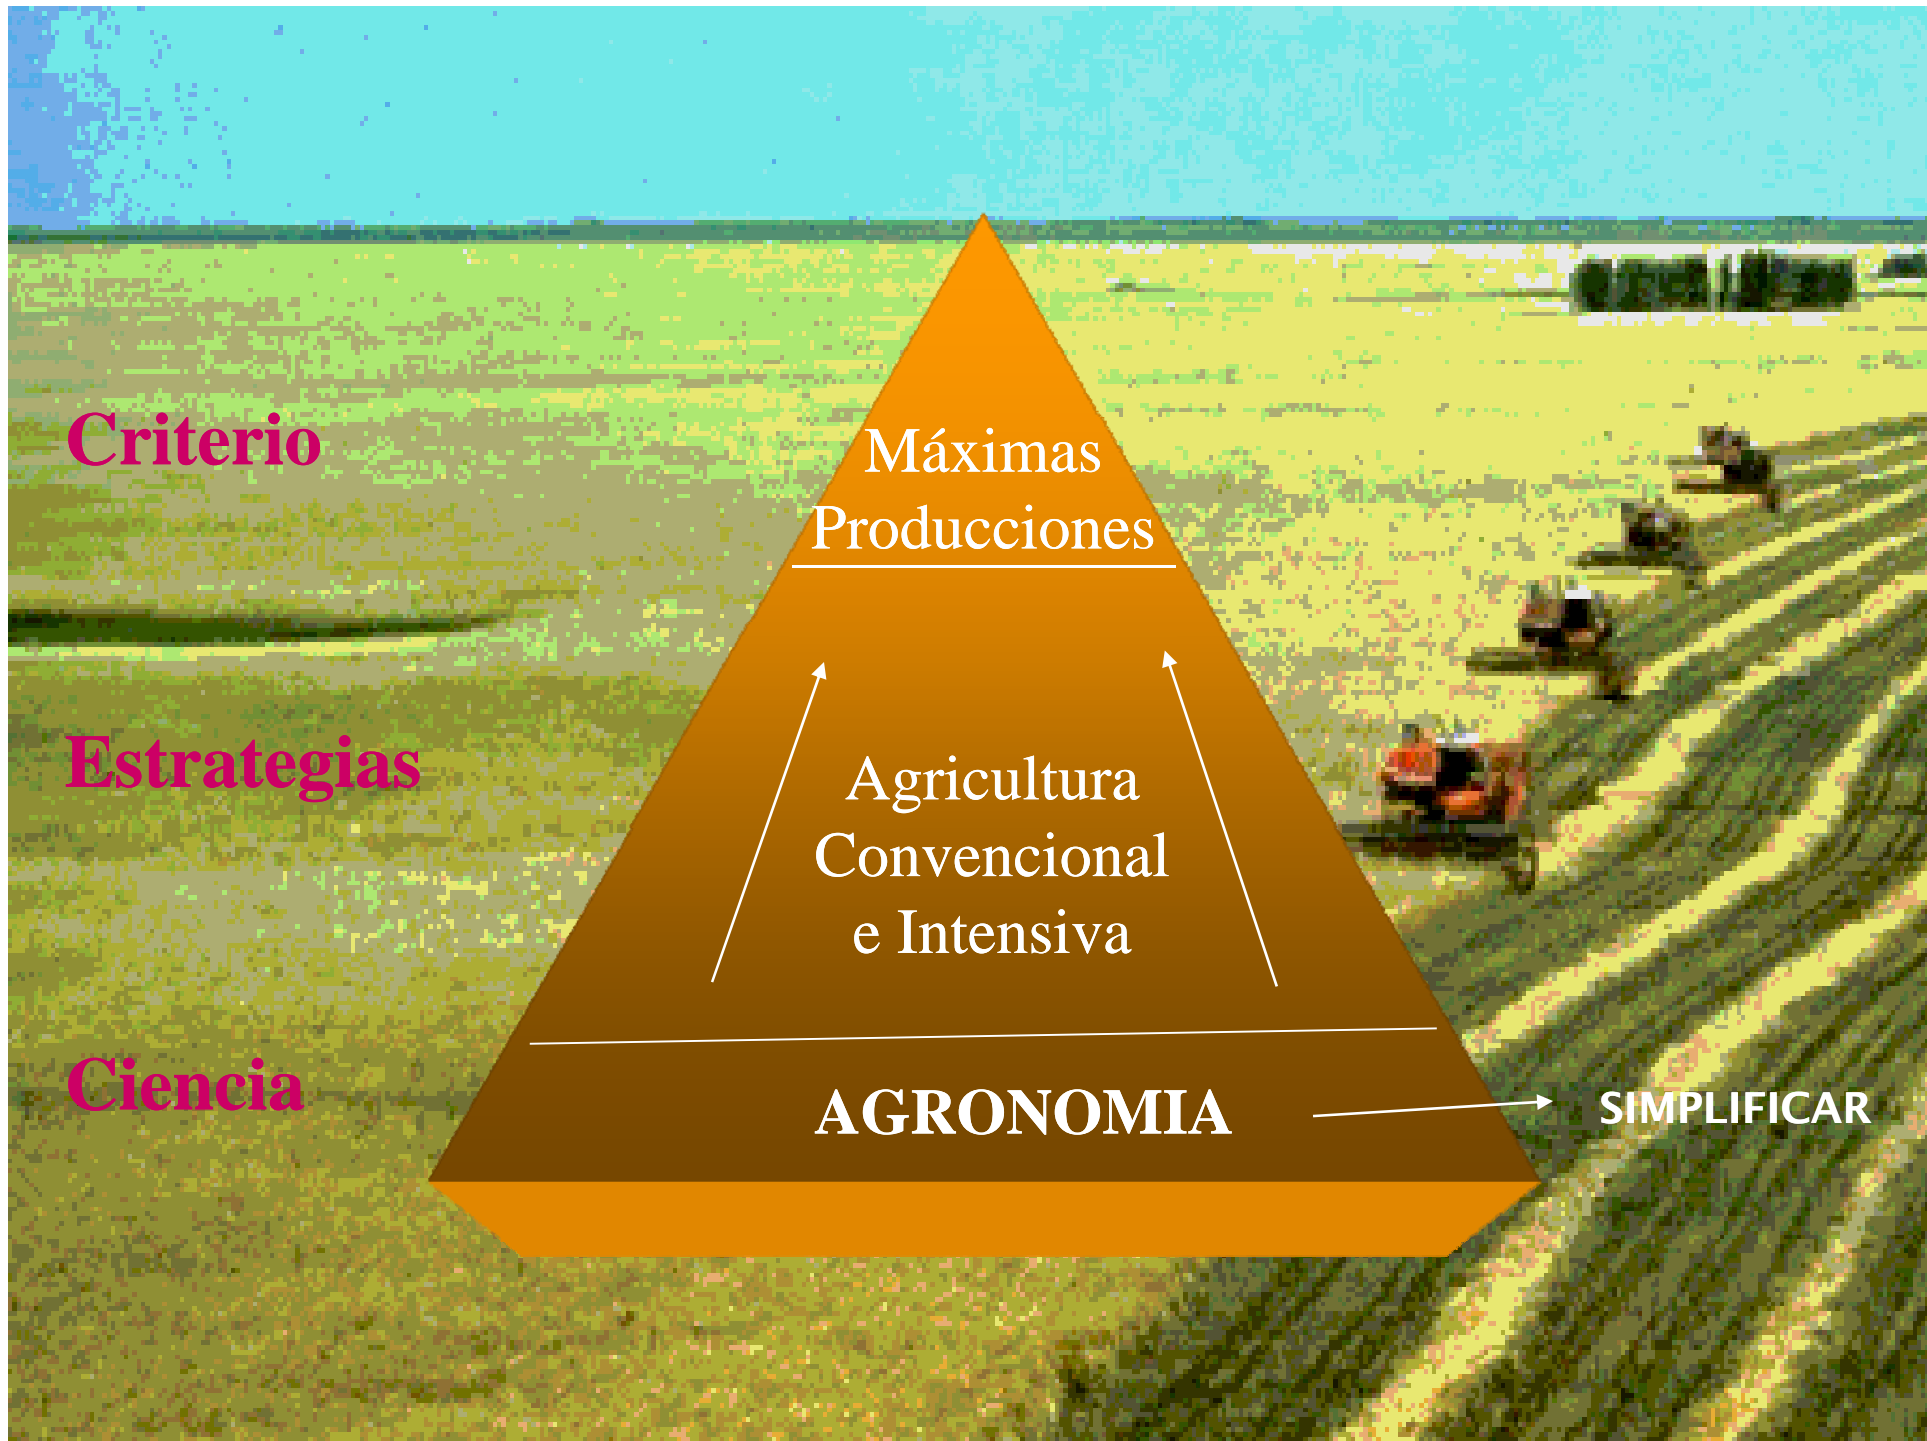 Criterio
Máximas
Producciones
Estrategias
Agricultura
Convencional
e Intensiva
Ciencia
AGRONOMIA
SIMPLIFICAR